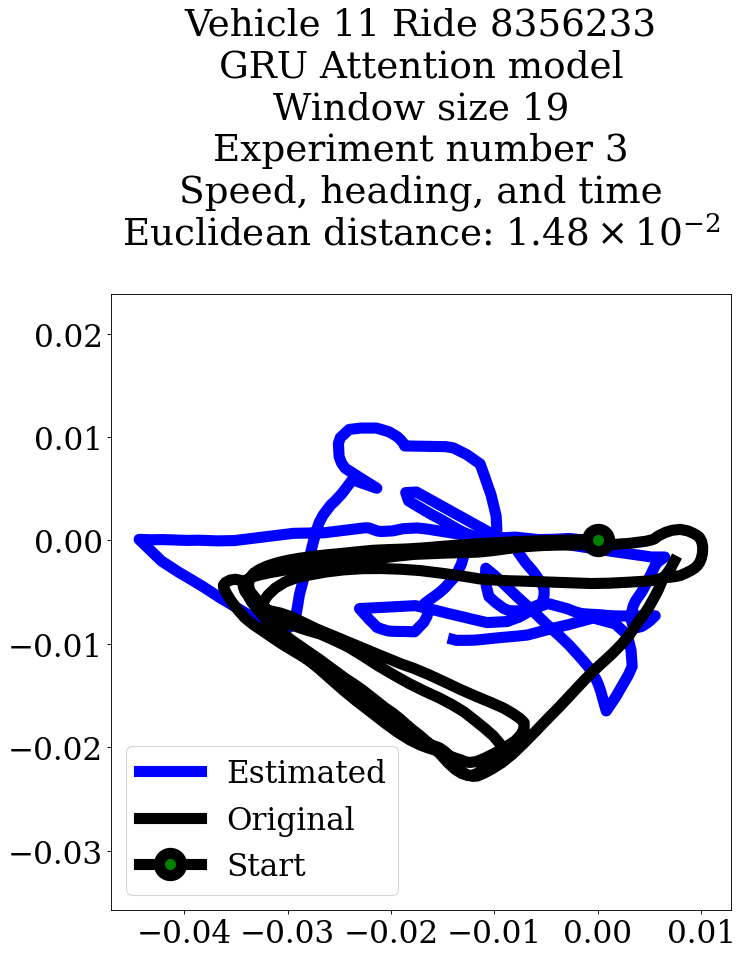 Vehicle 11 Ride 8356233
GRU Attention model
Window size 19
Experiment number 3
Speed, heading, and time
Euclidean distance: 1.48 × 10⁻²
0.02
0.01
0.00
−0.01
−0.02
−0.03
Estimated
Original
Start
−0.04 −0.03 −0.02 −0.01 0.00 0.01